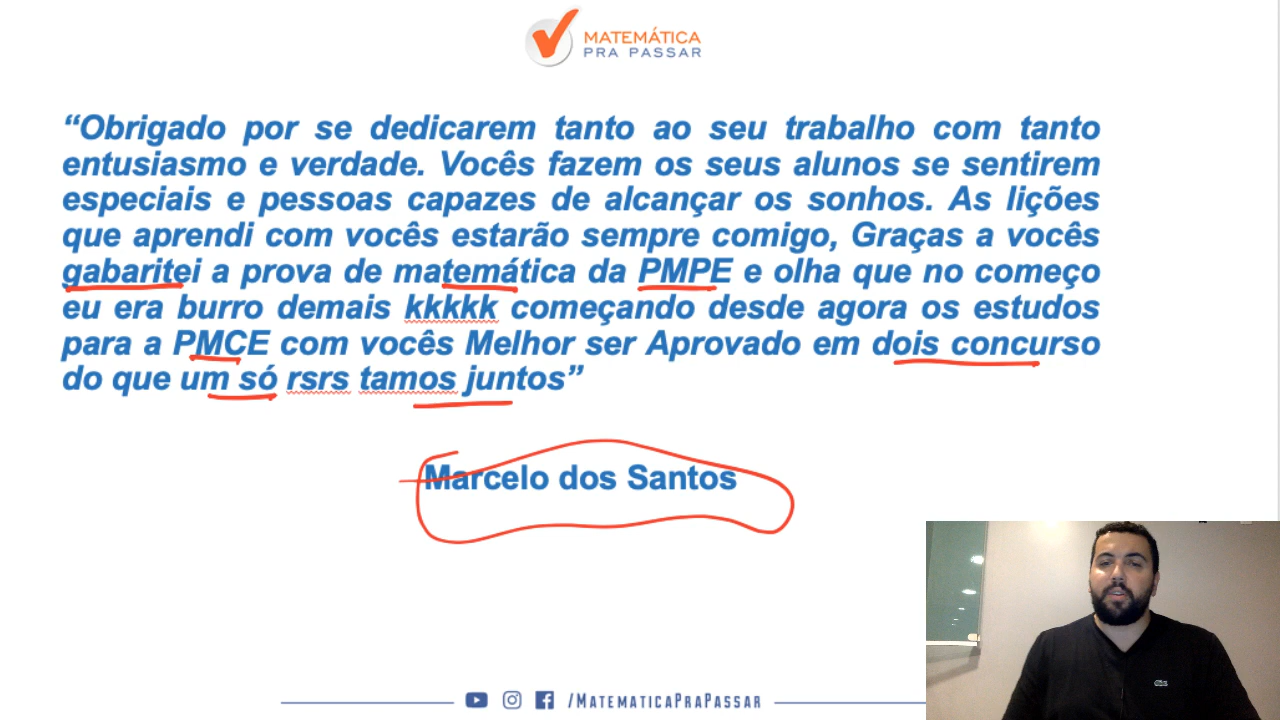 MATEMÁTICA
PRA PASSAR
“Obrigado por se dedicarem tanto ao seu trabalho com tanto
entusiasmo e verdade. Vocês fazem os seus alunos se sentirem
especiais e pessoas capazes de alcançar os sonhos. As lições
que aprendi com vocês estarão sempre comigo, Graças a vocês
gabaritei a prova de matemática da PMPE e olha que no começo
eu era burro demais kkkkk começando desde agora os estudos
para a PMCE com vocês Melhor ser Aprovado em dois concurso
do que um só rsrs tamos juntos”
Marcelo dos Santos
/MATEMATICAPRAPASSAR